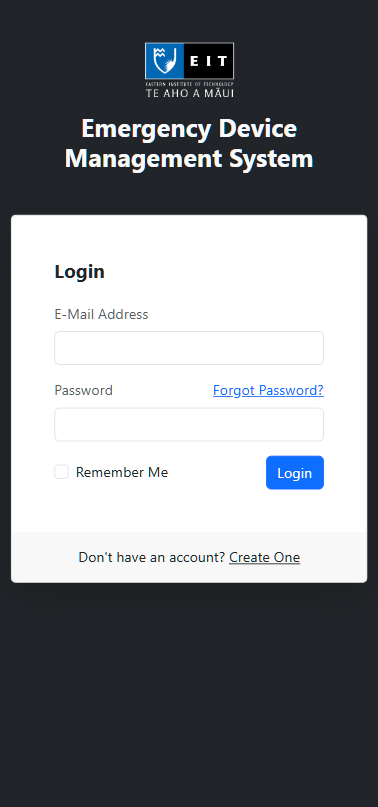 EIT
EASTERN INSTITUTE OF TECHNOLOGY
TE AHO A MĀUI
Emergency Device
Management System
Login
E-Mail Address
Password Forgot Password?
Remember Me Login
Don't have an account? Create One